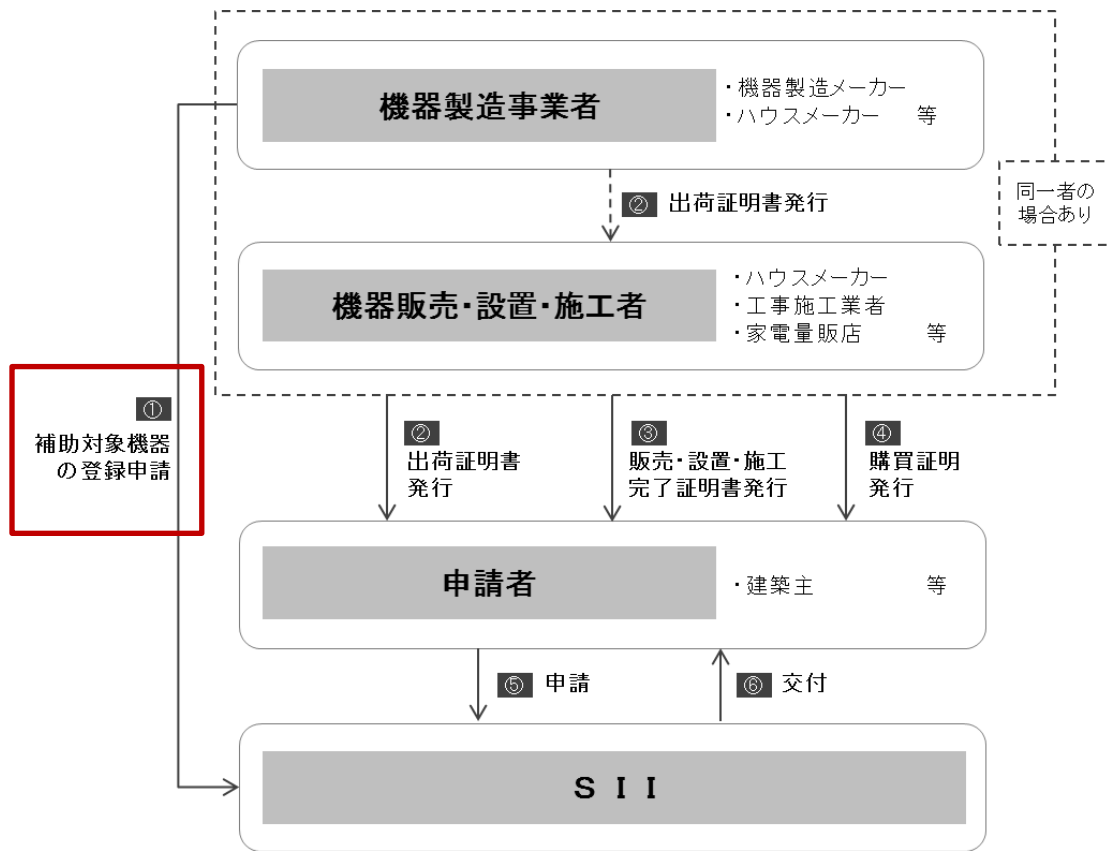 機器製造事業者
・機器製造メーカー
・ハウスメーカー 等
② 出荷証明書発行
同一者の
場合あり
機器販売・設置・施工者
・ハウスメーカー
・工事施工業者
・家電量販店 等
①
補助対象機器
の登録申請
②
出荷証明書
発行
③
販売・設置・施工
完了証明書発行
④
購買証明
発行
申請者
・建築主 等
⑤ 申請
⑥ 交付
ＳＩＩ